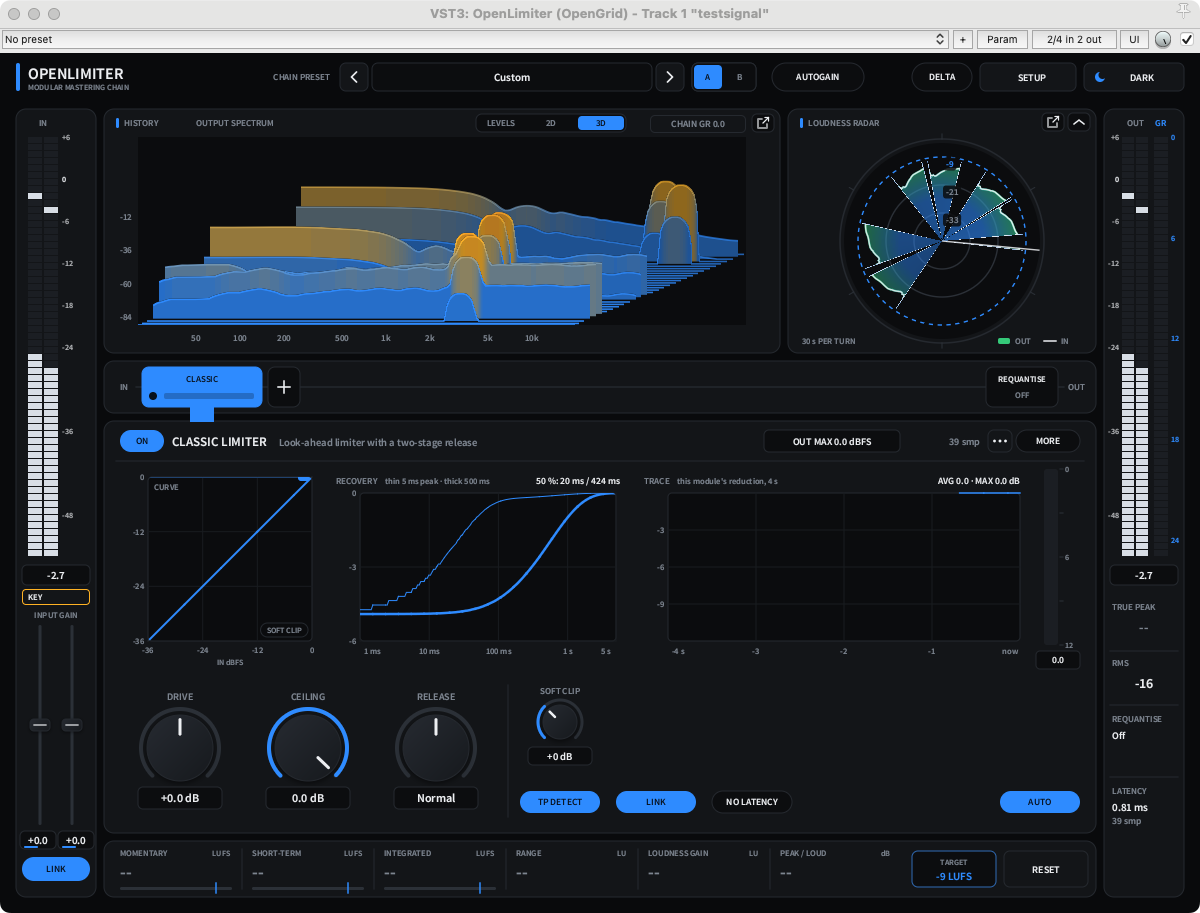 VST3: OpenLimiter (OpenGrid) - Track 1 "testsignal"
No preset
+
Param
2/4 in 2 out
UI
OPENLIMITER
MODULAR MASTERING CHAIN
CHAIN PRESET
Custom
A
B
AUTOGAIN
DELTA
SETUP
DARK
IN
+6
0
-6
-12
-18
-24
-36
-48
-2.7
KEY
INPUT GAIN
+0.0
+0.0
LINK
HISTORY
OUTPUT SPECTRUM
LEVELS
2D
3D
CHAIN GR 0.0
-12
-36
-60
-84
50
100
200
500
1k
2k
5k
10k
LOUDNESS RADAR
-9
-21
-33
30 s PER TURN
OUT
IN
OUT
GR
+6
0
-6
-12
-18
-24
-36
-48
0
6
12
18
24
-2.7
TRUE PEAK
--
RMS
-16
REQUANTISE
Off
LATENCY
0.81 ms
39 smp
IN
CLASSIC
+
REQUANTISE
OFF
OUT
ON
CLASSIC LIMITER
Look-ahead limiter with a two-stage release
OUT MAX 0.0 dBFS
39 smp
•••
MORE
CURVE
0
-12
-24
-36
-36
-24
-12
0
IN dBFS
SOFT CLIP
RECOVERY
thin 5 ms peak · thick 500 ms
50 %: 20 ms / 424 ms
0
-3
-6
1 ms
10 ms
100 ms
1 s
5 s
TRACE
this module's reduction, 4 s
AVG 0.0 · MAX 0.0 dB
-3
-6
-9
-4 s
-3
-2
-1
now
0
6
12
0.0
DRIVE
+0.0 dB
CEILING
0.0 dB
RELEASE
Normal
SOFT CLIP
+0 dB
TP DETECT
LINK
NO LATENCY
AUTO
MOMENTARY
LUFS
--
SHORT-TERM
LUFS
--
INTEGRATED
LUFS
--
RANGE
LU
--
LOUDNESS GAIN
LU
--
PEAK / LOUD
dB
--
TARGET
-9 LUFS
RESET